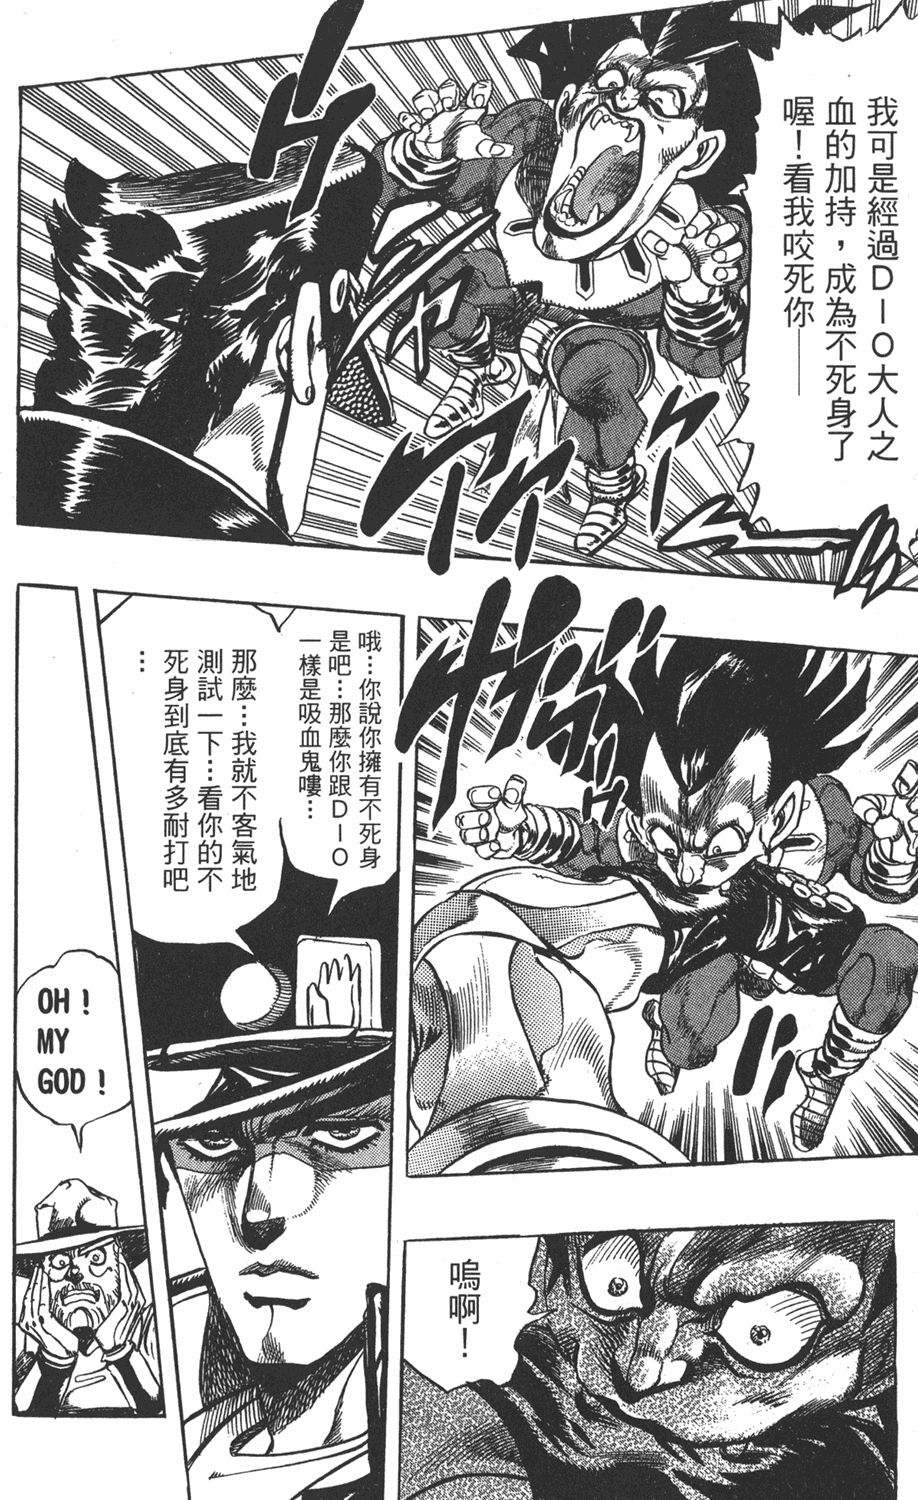 我可是經過DIO大人之
血的加持，成為不死身了
喔！看我咬死你——
哦…你說你擁有不死身
是吧…那麼你跟DIO
一樣是吸血鬼嘍…
那麼…我就不客氣地
測試一下…看你的不
死身到底有多耐打吧
…
嗚啊！
OH！
MY
GOD！